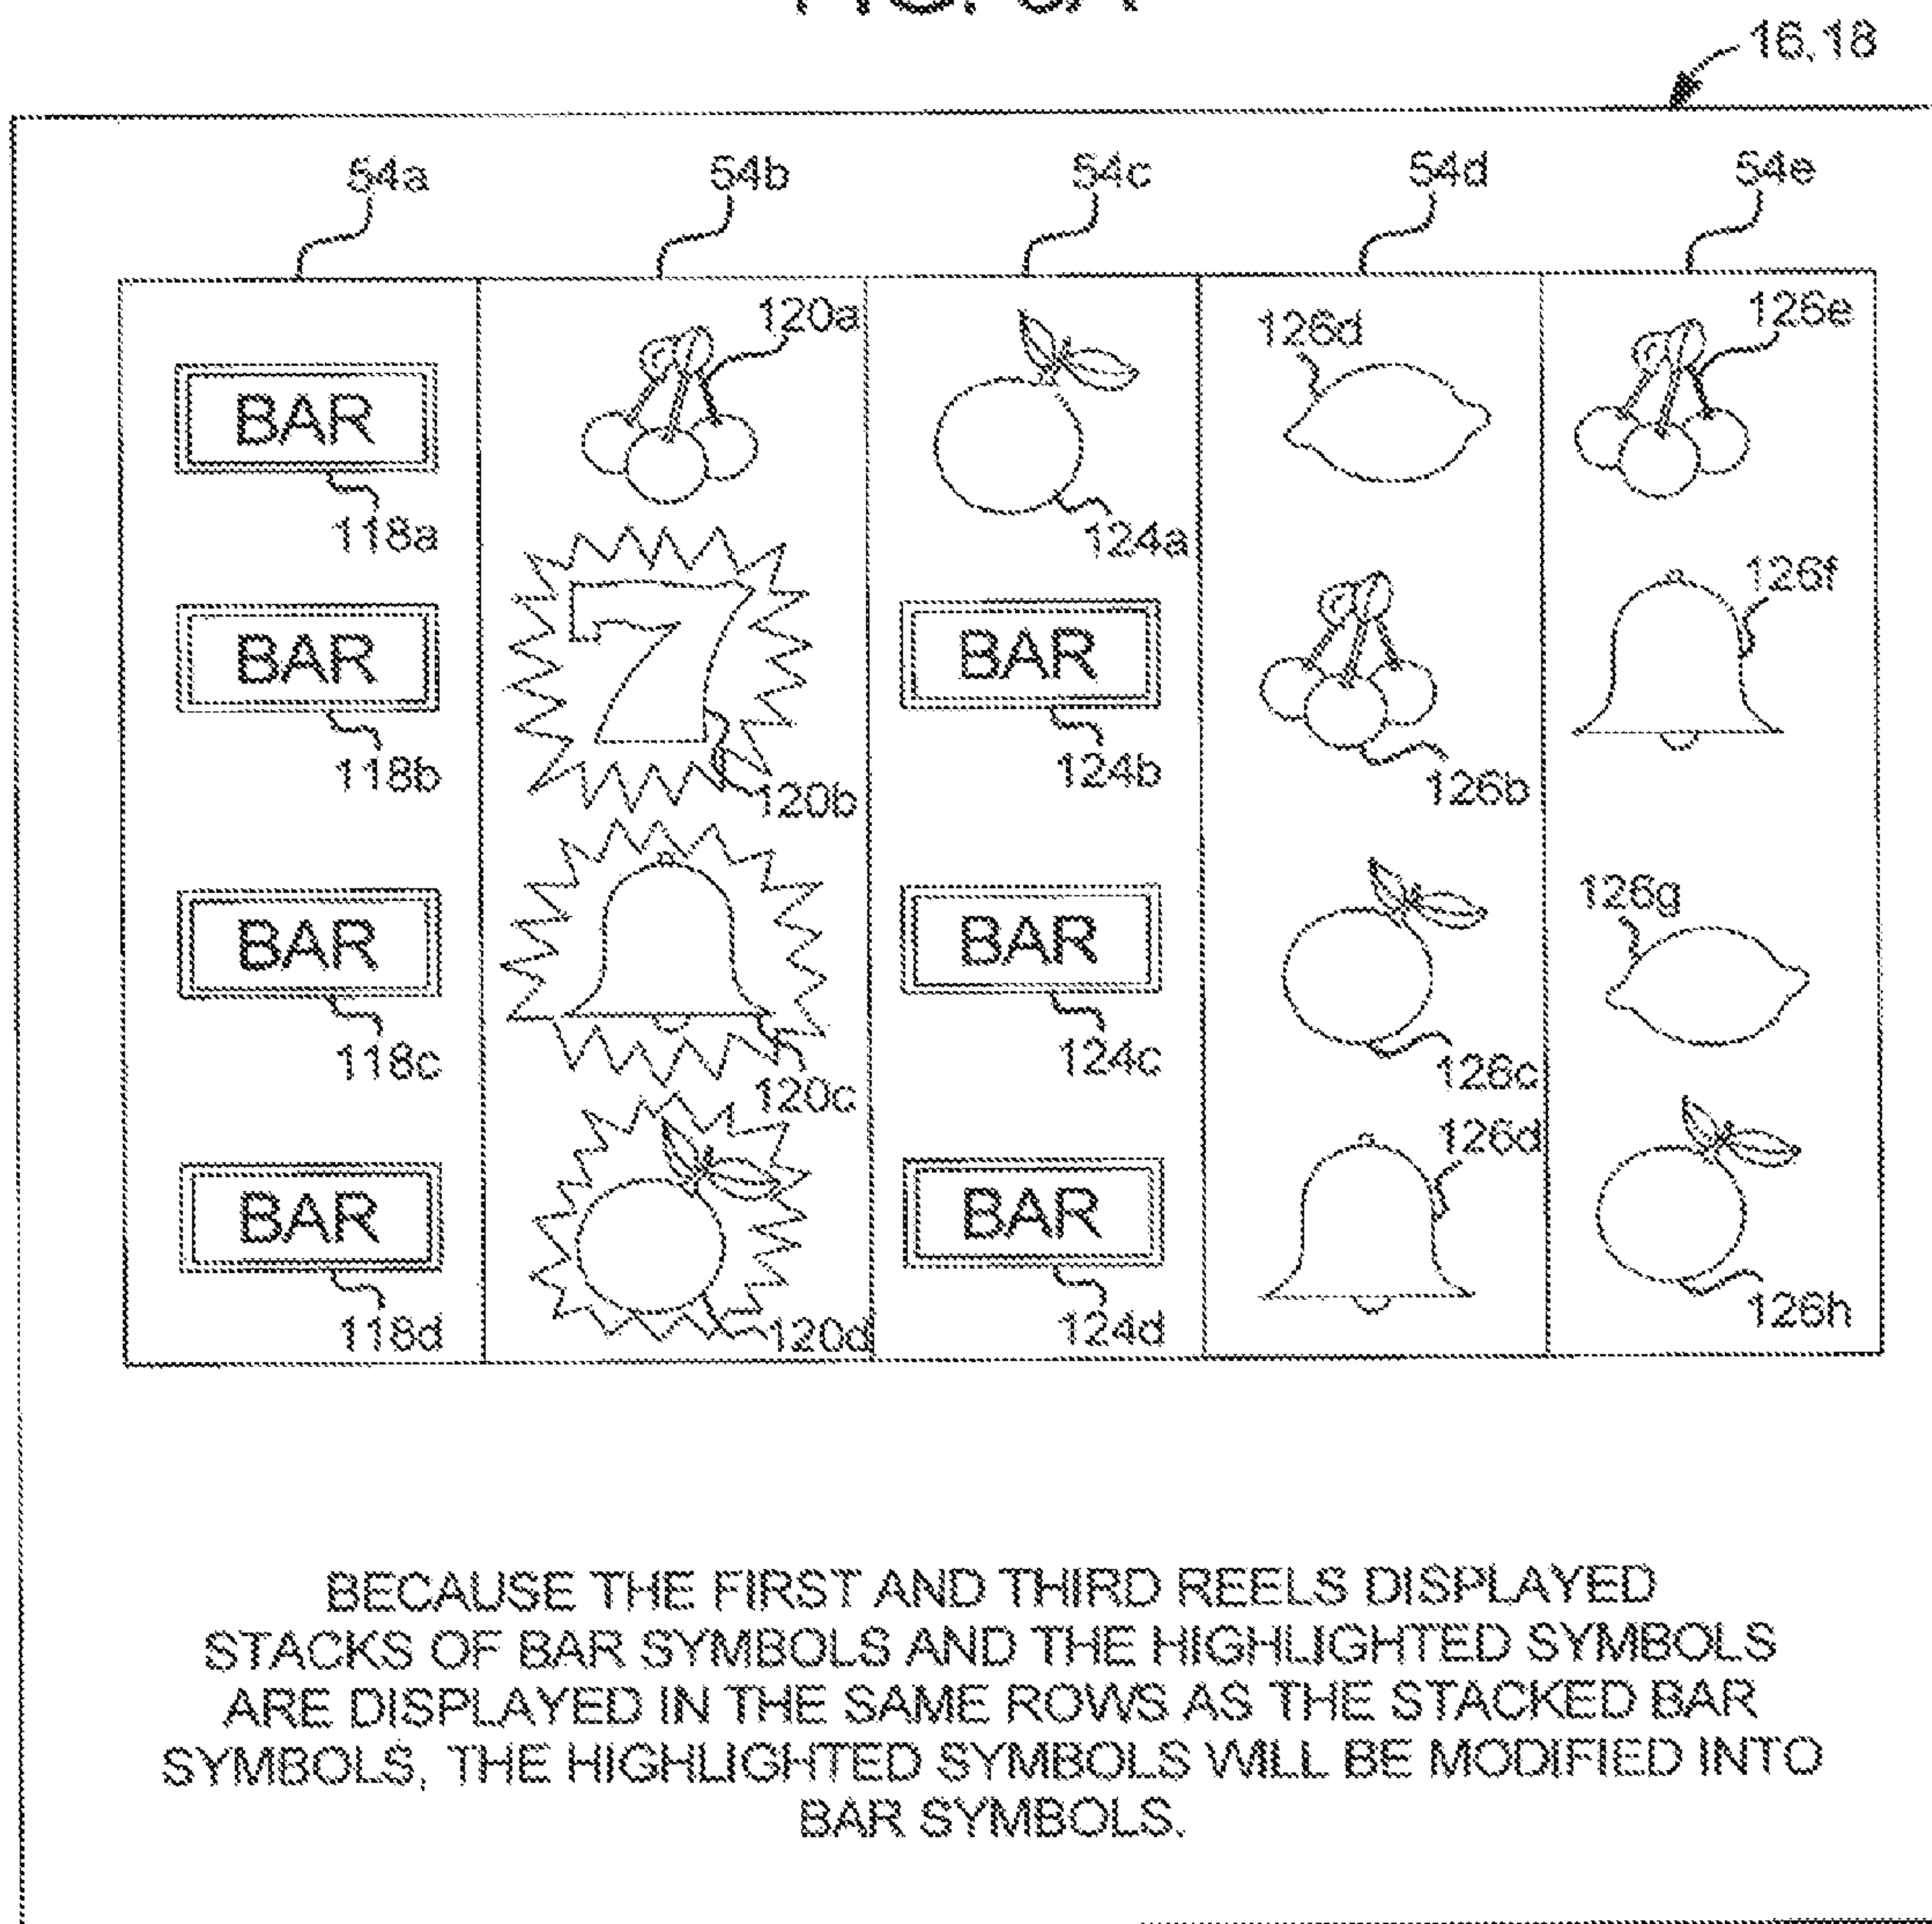 16,18
54a 54b 54c 54d 54e
120a 126d 126e
BAR
118a 124a
126f
BAR BAR
118b 120b 124b 126b
126g
BAR BAR
118c 120c 124c 126c
126d
BAR BAR
118d 120d 124d 126h
BECAUSE THE FIRST AND THIRD REELS DISPLAYED
STACKS OF BAR SYMBOLS AND THE HIGHLIGHTED SYMBOLS
ARE DISPLAYED IN THE SAME ROWS AS THE STACKED BAR
SYMBOLS, THE HIGHLIGHTED SYMBOLS WILL BE MODIFIED INTO
BAR SYMBOLS.